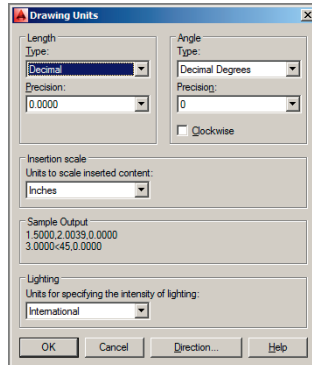 Drawing Units
Length
Type:
Decimal
Precision:
0.0000
Angle
Type:
Decimal Degrees
Precision:
0
Clockwise
Insertion scale
Units to scale inserted content:
Inches
Sample Output
1.5000,2.0039,0.0000
3.0000<45,0.0000
Lighting
Units for specifying the intensity of lighting:
International
OK Cancel Direction... Help